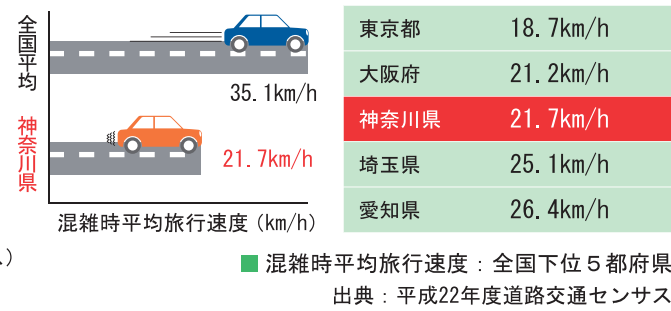 全国平均
35.1km/h
神奈川県
21.7km/h
混雑時平均旅行速度(km/h)
東京都 18.7km/h
大阪府 21.2km/h
神奈川県 21.7km/h
埼玉県 25.1km/h
愛知県 26.4km/h
■混雑時平均旅行速度：全国下位５都府県
出典：平成22年度道路交通センサス